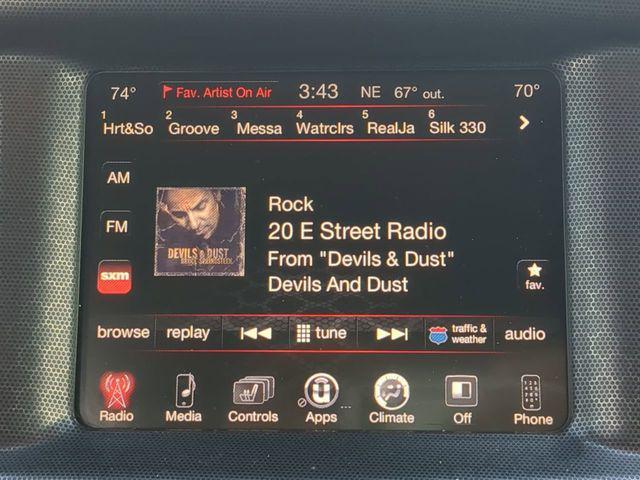 74° Fav. Artist On Air 3:43 NE 67° out. 70°
1 Hrt&So 2 Groove 3 Messa 4 Watrclrs 5 RealJa 6 Silk 330
AM
FM
sxm
DEVILS & DUST
BRUCE SPRINGSTEEN
Rock
20 E Street Radio
From "Devils & Dust"
Devils And Dust
fav.
browse replay tune traffic & weather audio
Radio Media Controls Apps Climate Off Phone